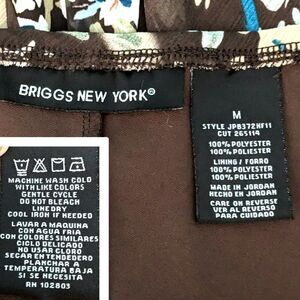 BRIGGS NEW YORK®
M
STYLE JPB372HF11
CUT 265114
100% POLYESTER
100% POLIESTER
LINING / FORRO
100% POLYESTER
100% POLIESTER
MADE IN JORDAN
HECHO EN JORDAN
CARE ON REVERSE
VER AL REVERSO
PARA CUIDADO
MACHINE WASH COLD
WITH LIKE COLORS
GENTLE CYCLE
DO NOT BLEACH
LINE DRY
COOL IRON IF NEEDED
LAVAR A MAQUINA
CON AGUA FRIA
CON COLORES SIMILARES
CICLO DELICADO
NO USAR CLORO
SECAR EN TENDEDERO
PLANCHAR A
TEMPERATURA BAJA
SI SE NECESITA
RN 102803